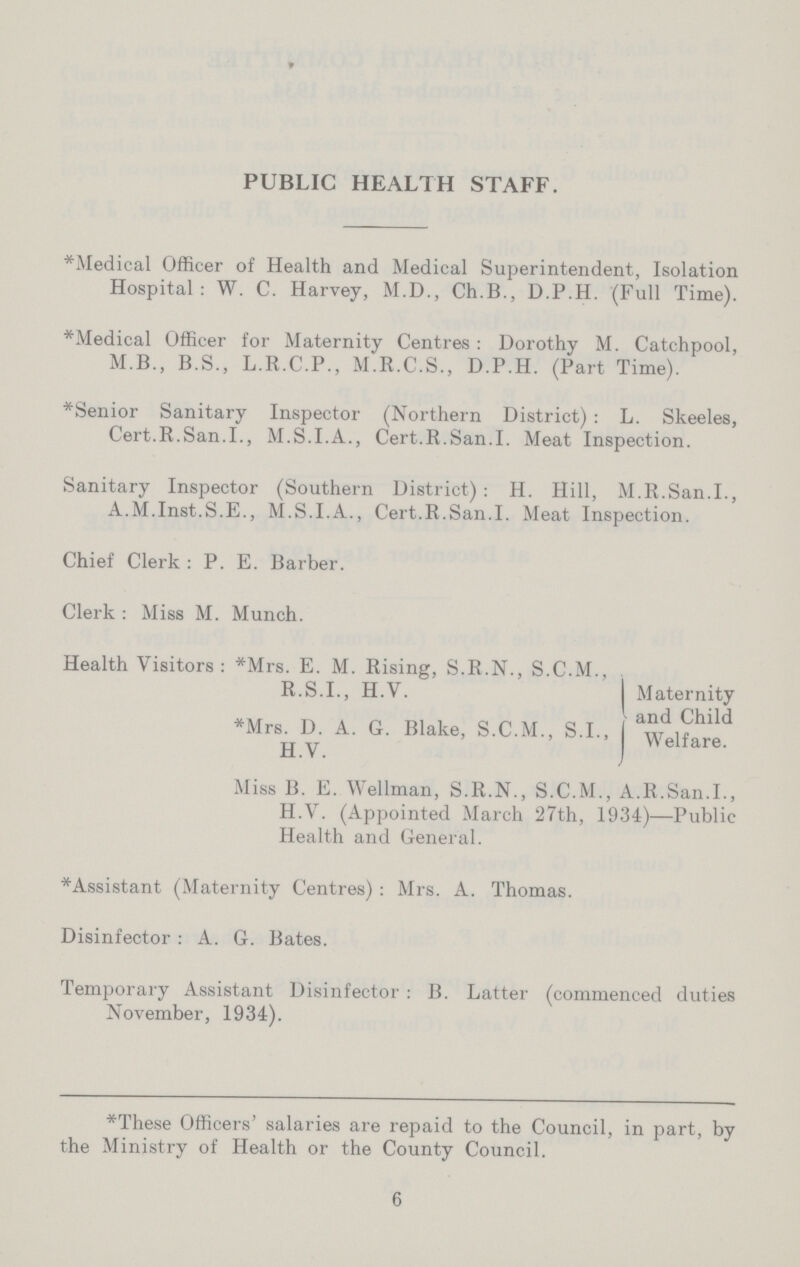 PUBLIC HEALTH STAFF.
*Medical Officer of Health and Medical Superintendent, Isolation
Hospital : W. C. Harvey, M.D., Ch.B., D.P.H. (Full Time).
*Medical Officer for Maternity Centres : Dorothy M. Catchpool,
M.B., B.S., L.R.C.P., M.R.C.S., D.P.H. (Part Time).
*Senior Sanitary Inspector (Northern District) : L. Skeeles,
Cert.R.San.I., M.S.I.A., Cert.R.San.I. Meat Inspection.
Sanitary Inspector (Southern District) : H. Hill, M.R.San.I.,
A.M.Inst.S.E., M.S.I.A., Cert.R.San.I. Meat Inspection.
Chief Clerk : P. E. Barber.
Clerk : Miss M. Munch.
Health Visitors : *Mrs. E. M. Rising, S.R.N., S.C.M.,
R.S.I., H.V.
*Mrs. D. A. G. Blake, S.C.M., S.I.,
H.V.
Maternity
and Child
Welfare.
Miss B. E. Wellman, S.R.N., S.C.M., A.R.San.I.,
H.V. (Appointed March 27th, 1934)—Public
Health and General.
*Assistant (Maternity Centres) : Mrs. A. Thomas.
Disinfector : A. G. Bates.
Temporary Assistant Disinfector : B. Latter (commenced duties
November, 1934).
*These Officers' salaries are repaid to the Council, in part, by
the Ministry of Health or the County Council.
6